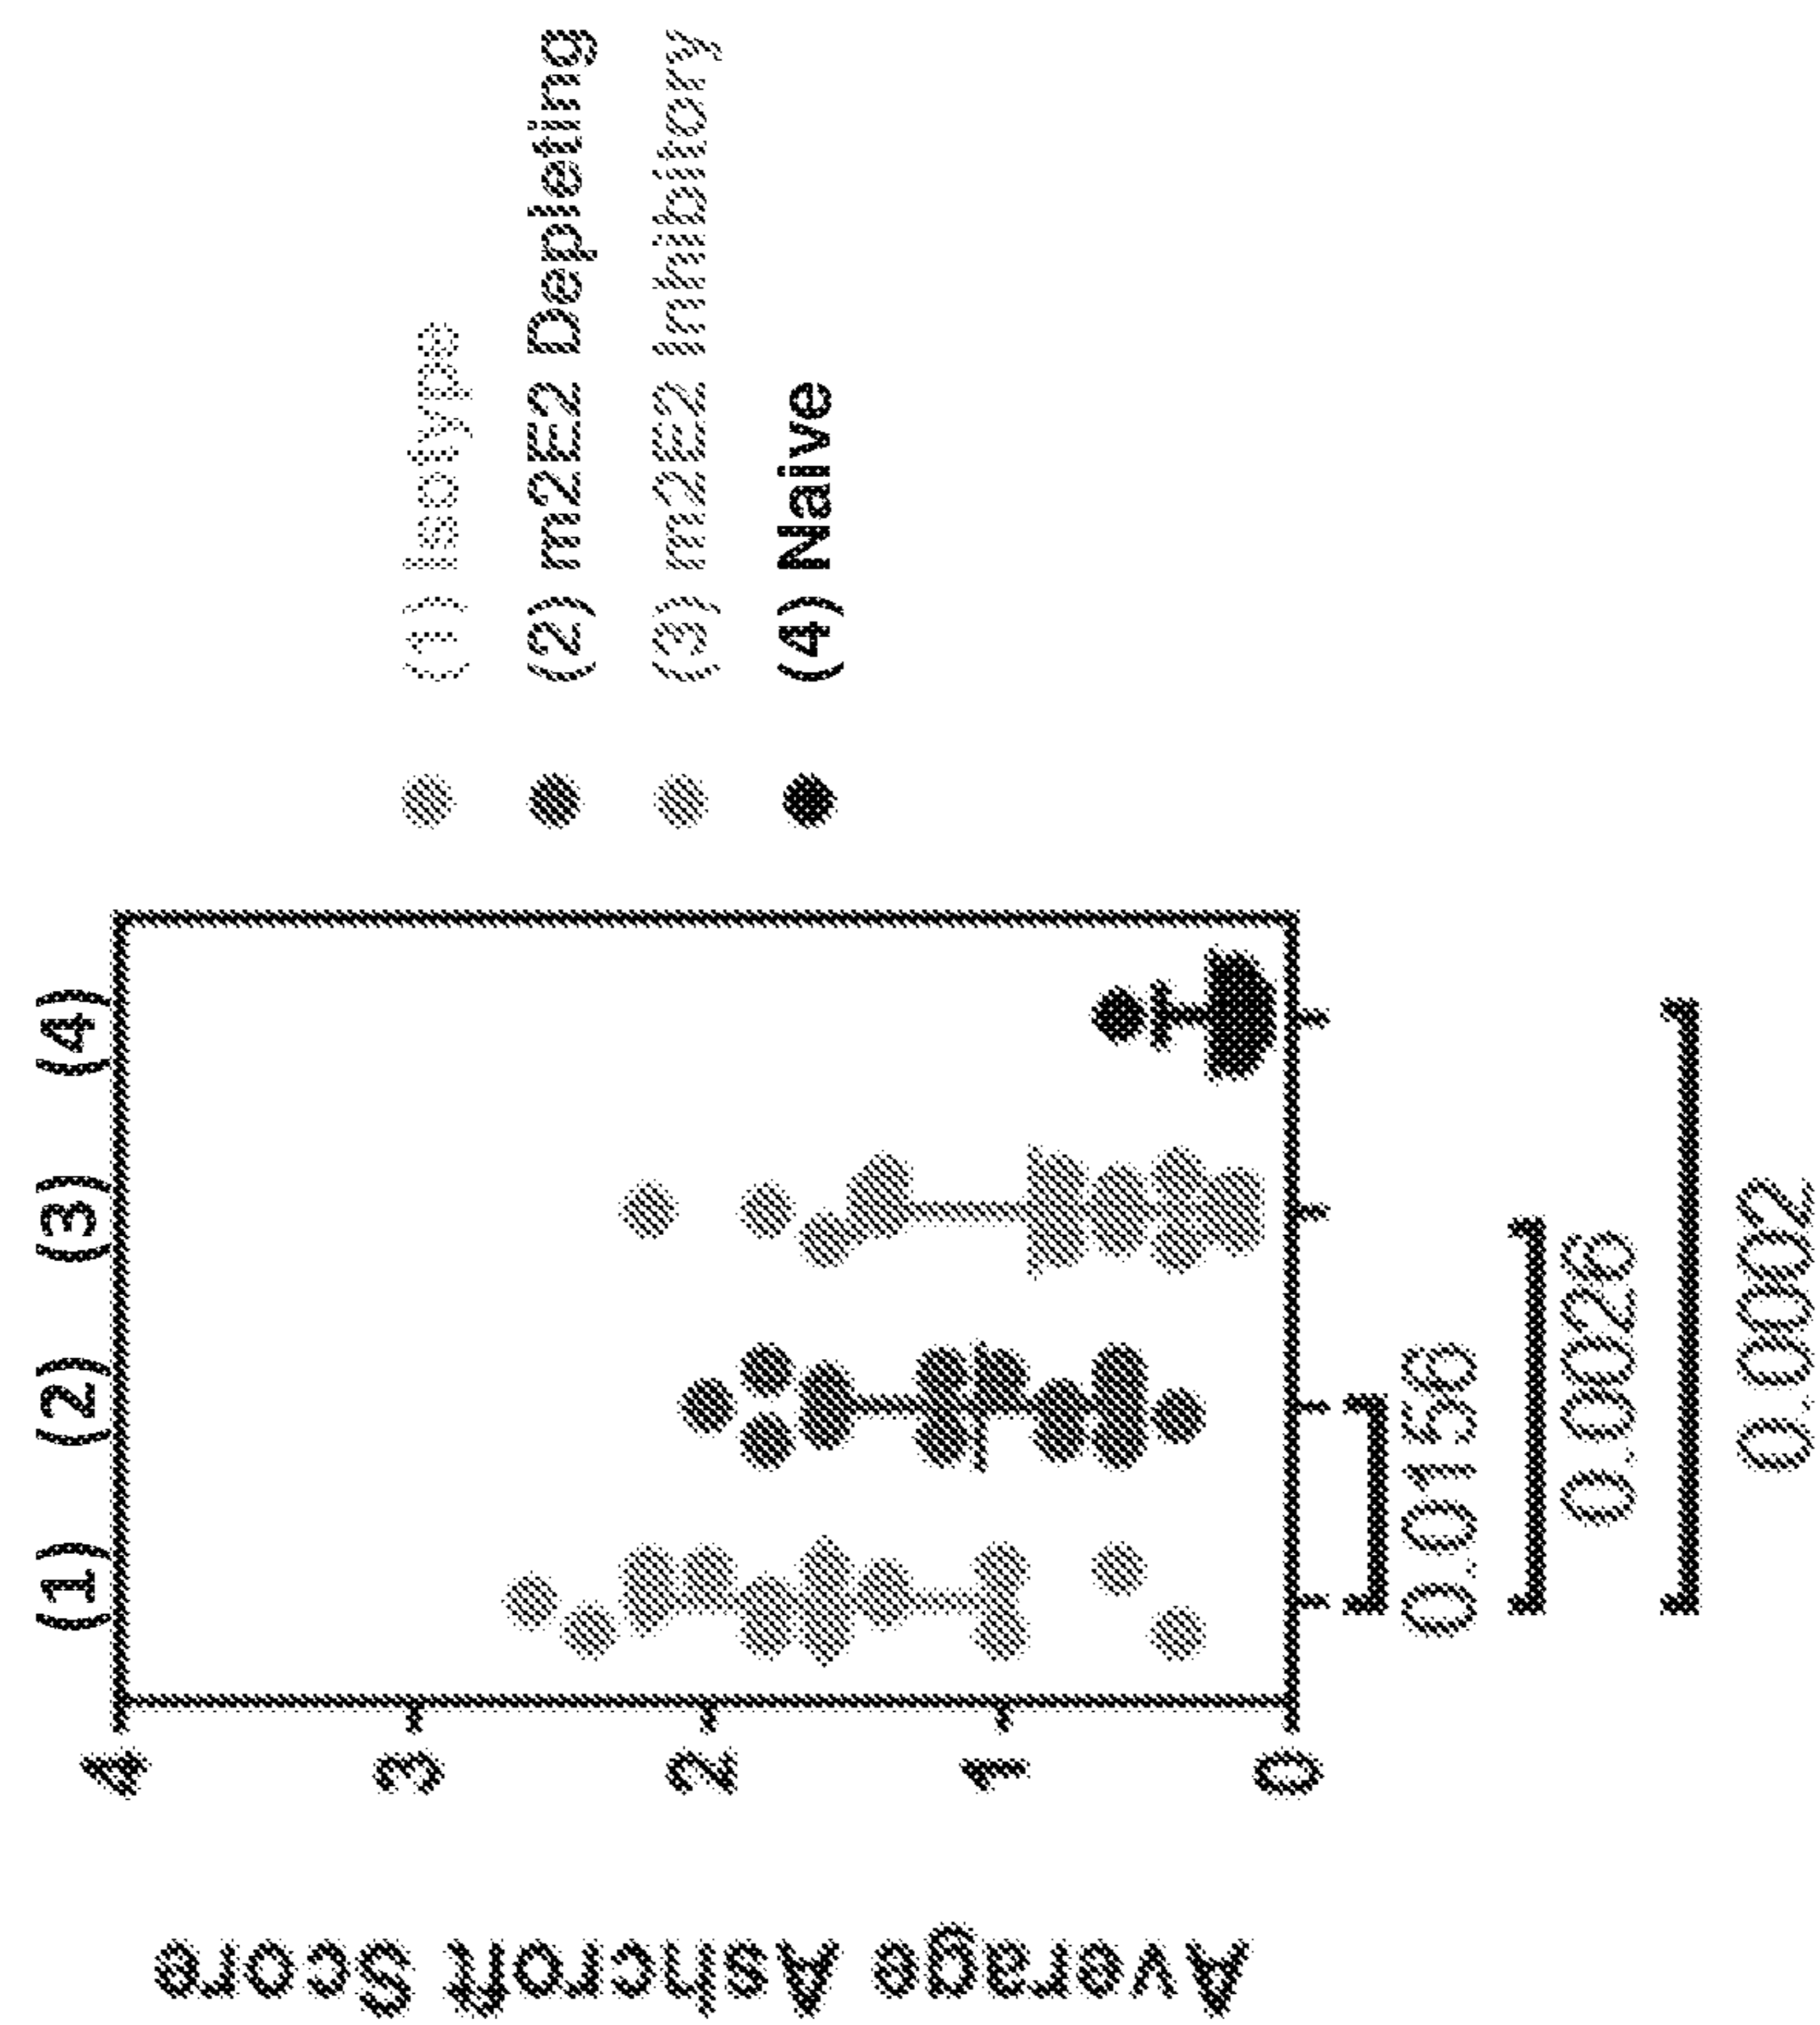 Average Ashcroft Score
4
3
2
1
0
(1) (2) (3) (4)
0.0156
0.0026
0.0002
(1) Isotype
(2) m2E2 Depleting
(3) m2E2 Inhibitory
(4) Naive